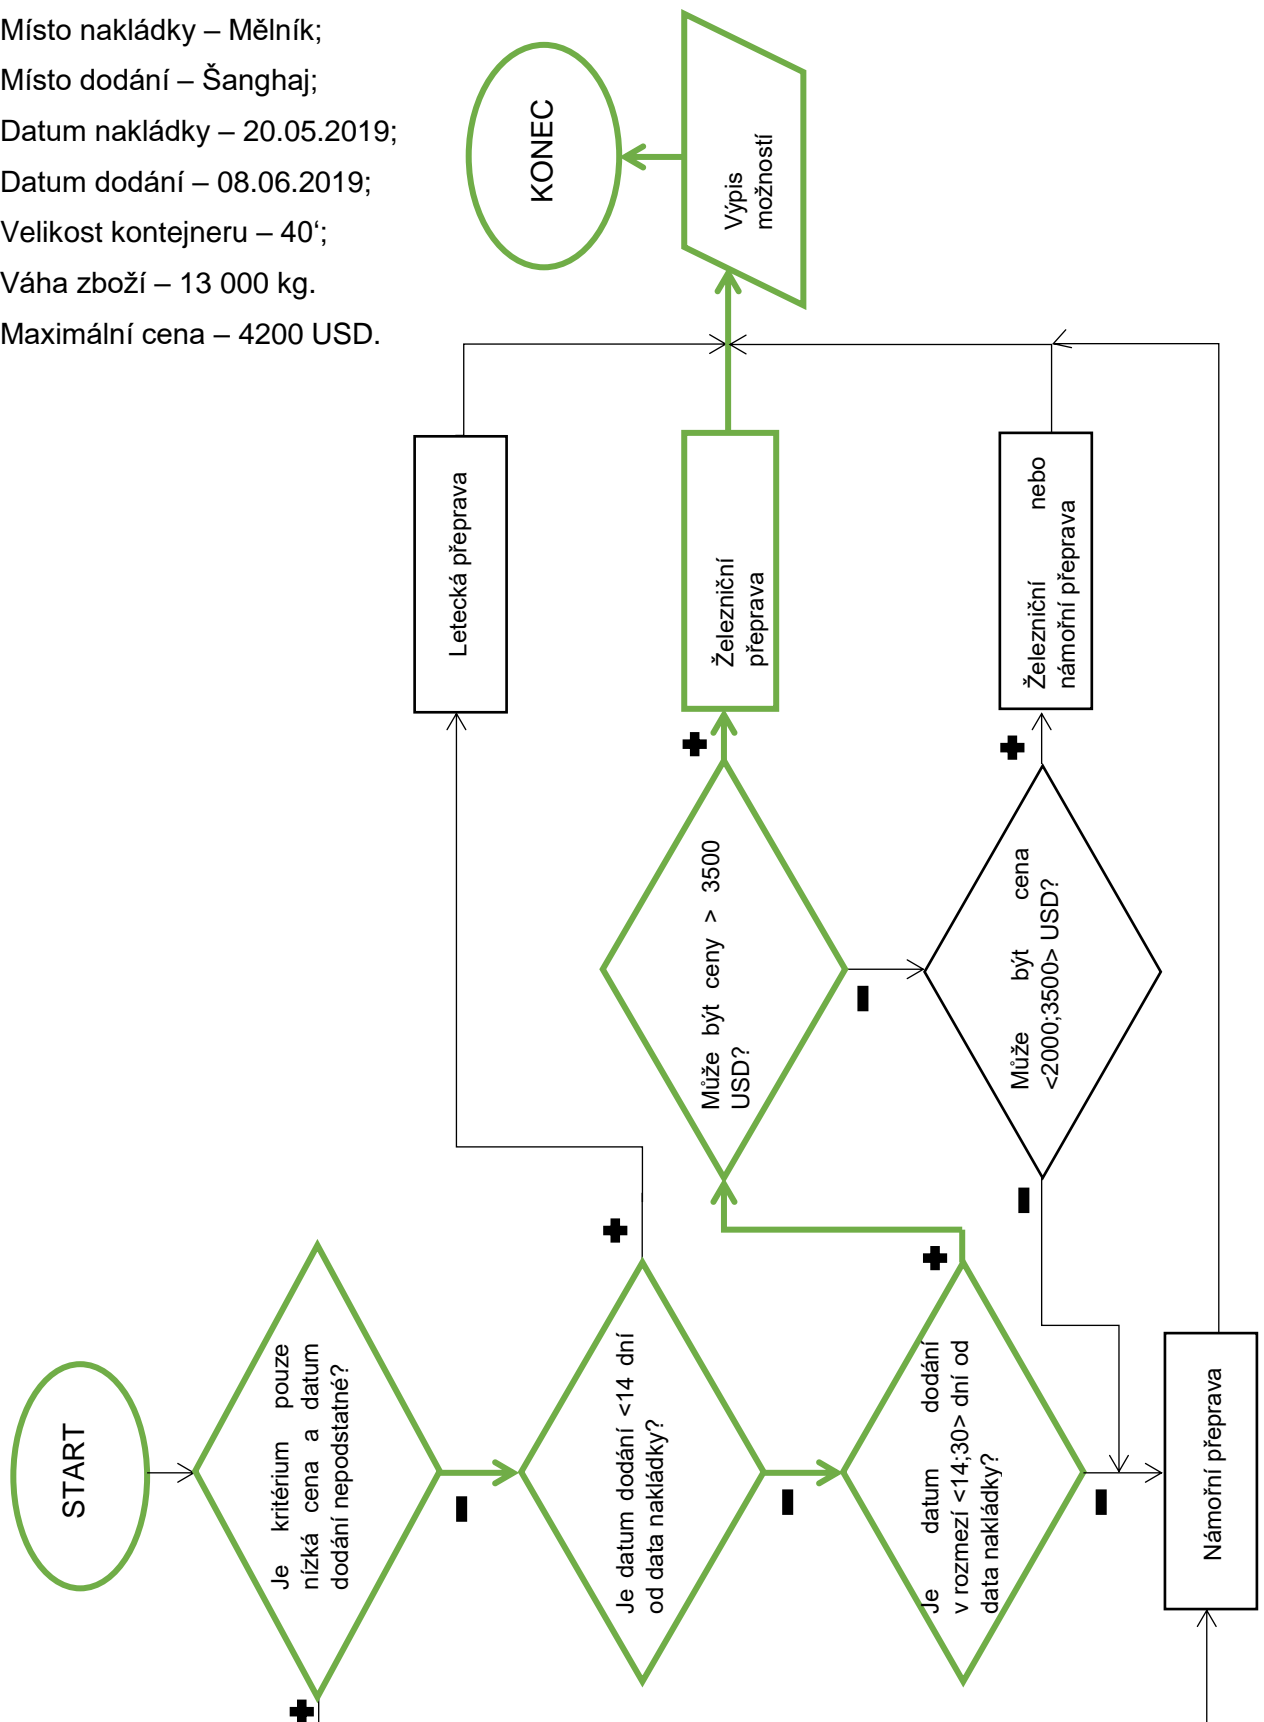 Místo nakládky – Mělník;
Místo dodání – Šanghaj;
Datum nakládky – 20.05.2019;
Datum dodání – 08.06.2019;
Velikost kontejneru – 40‘;
Váha zboží – 13 000 kg.
Maximální cena – 4200 USD.
START
Je kritérium pouze
nízká cena a datum
dodání nepodstatné?
Je datum dodání <14 dní
od data nakládky?
Je datum dodání
v rozmezí <14;30> dní od
data nakládky?
Námořní přeprava
Může být ceny > 3500
USD?
Může být cena
<2000;3500> USD?
Letecká přeprava
Železniční
přeprava
Železniční nebo
námořní přeprava
Výpis
možností
KONEC